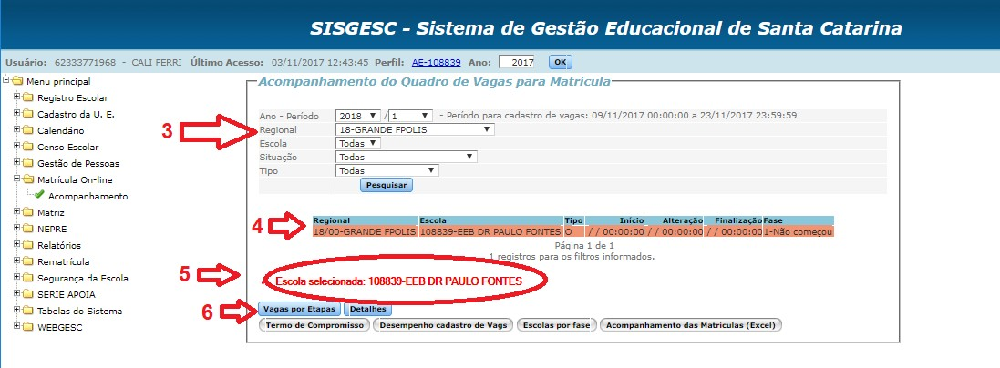 SISGESC - Sistema de Gestão Educacional de Santa Catarina
Usuário: 62333771968 - CALI FERRI Último Acesso: 03/11/2017 12:43:45 Perfil: AE-108839 Ano: 2017 OK
Menu principal
Registro Escolar
Cadastro da U. E.
Calendário
Censo Escolar
Gestão de Pessoas
Matrícula On-line
Acompanhamento
Matriz
NEPRE
Relatórios
Rematrícula
Segurança da Escola
SERIE APOIA
Tabelas do Sistema
WEBGESC
Acompanhamento do Quadro de Vagas para Matrícula
Ano - Período 2018 / 1 - Período para cadastro de vagas: 09/11/2017 00:00:00 a 23/11/2017 23:59:59
3 Regional 18-GRANDE FPOLIS
Escola Todas
Situação Todas
Tipo Todas
Pesquisar
Regional Escola Tipo Início Alteração Finalização Fase
4 18/00-GRANDE FPOLIS 108839-EEB DR PAULO FONTES O / / 00:00:00 / / 00:00:00 / / 00:00:00 1-Não começou
Página 1 de 1
1 registros para os filtros informados.
5 Escola selecionada: 108839-EEB DR PAULO FONTES
6 Vagas por Etapas Detalhes
Termo de Compromisso Desempenho cadastro de Vags Escolas por fase Acompanhamento das Matrículas (Excel)